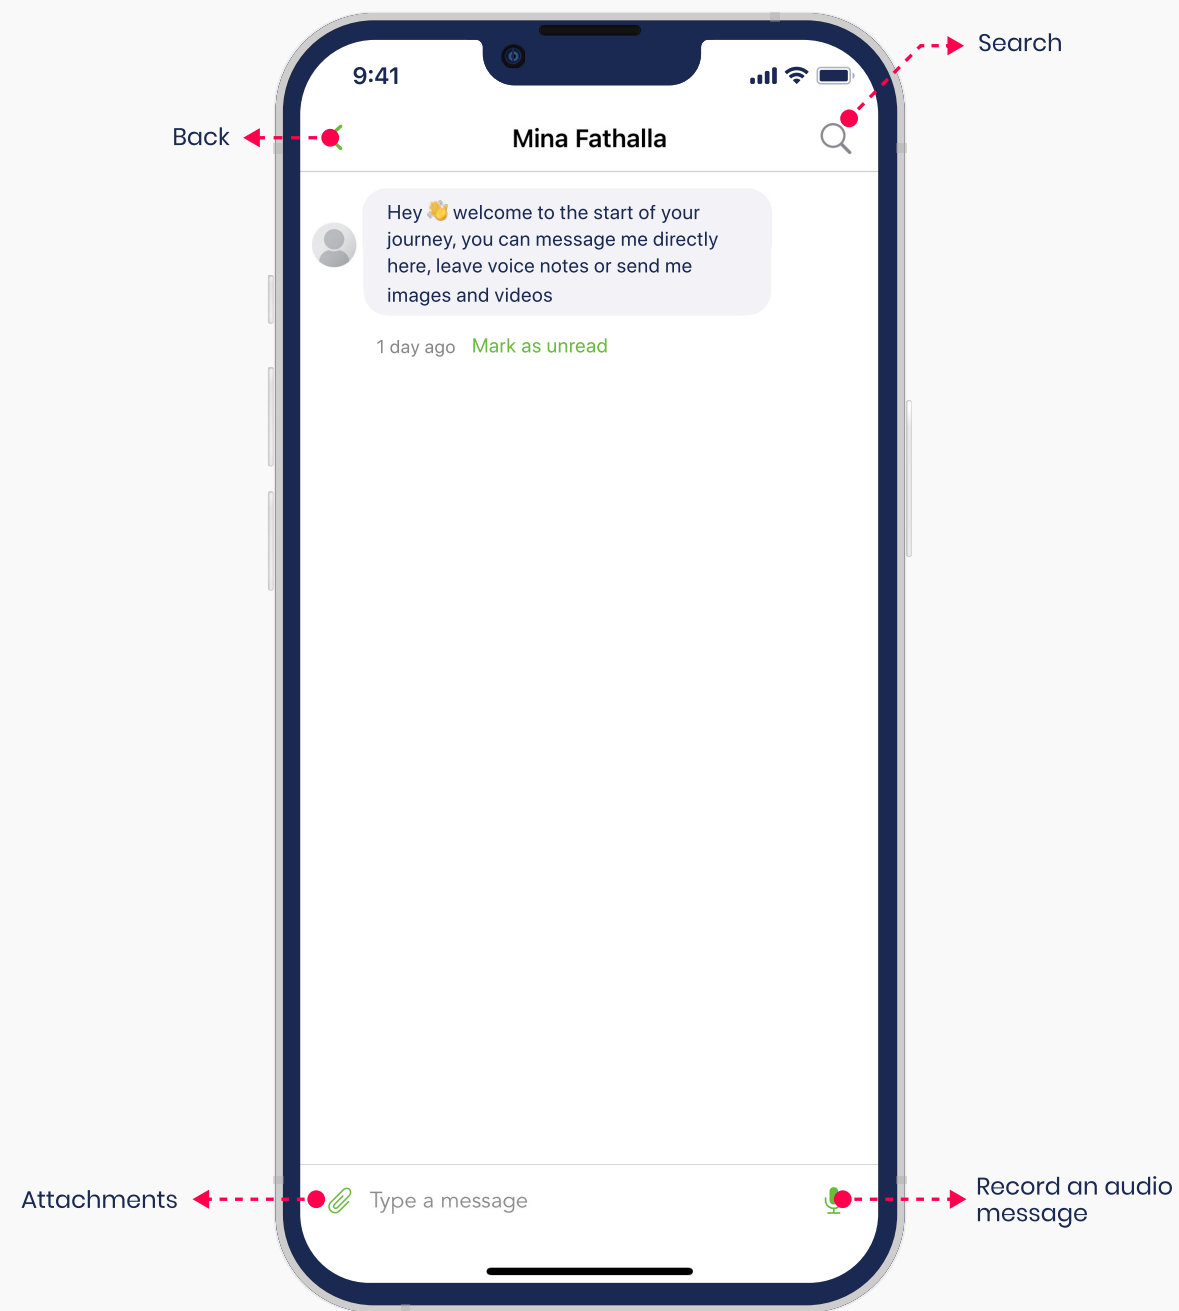 Search
9:41
Back
Mina Fathalla
Hey 👋 welcome to the start of your
journey, you can message me directly
here, leave voice notes or send me
images and videos
1 day ago Mark as unread
Attachments
Type a message
Record an audio
message